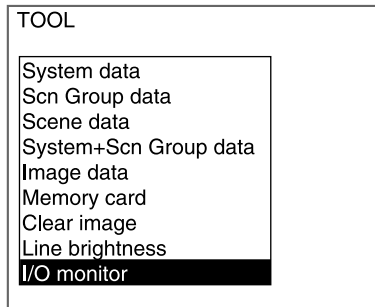 TOOL
System data
Scn Group data
Scene data
System+Scn Group data
Image data
Memory card
Clear image
Line brightness
I/O monitor